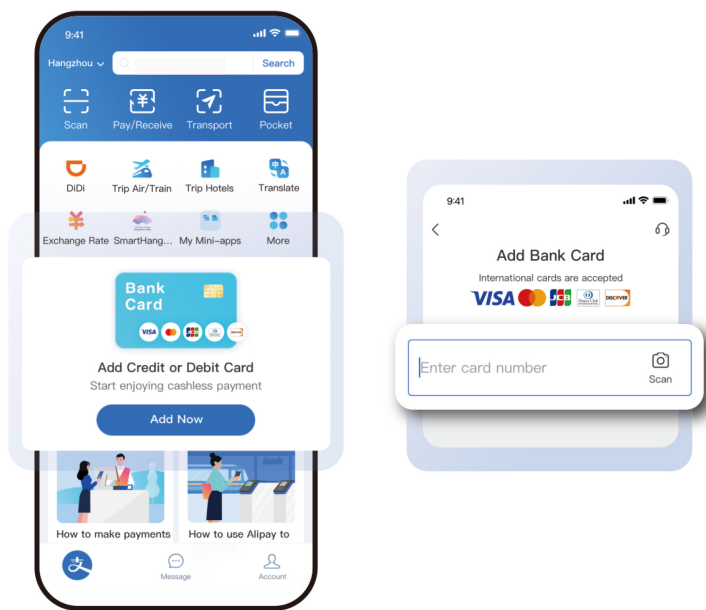 9:41
Hangzhou
Search
Scan
Pay/Receive
Transport
Pocket
DiDi
Trip Air/Train
Trip Hotels
Translate
Exchange Rate
SmartHang...
My Mini-apps
More
Bank
Card
VISA
Add Credit or Debit Card
Start enjoying cashless payment
Add Now
How to make payments
How to use Alipay to
支
Message
Account
9:41
Add Bank Card
International cards are accepted
VISA
JCB
DISCOVER
Enter card number
Scan